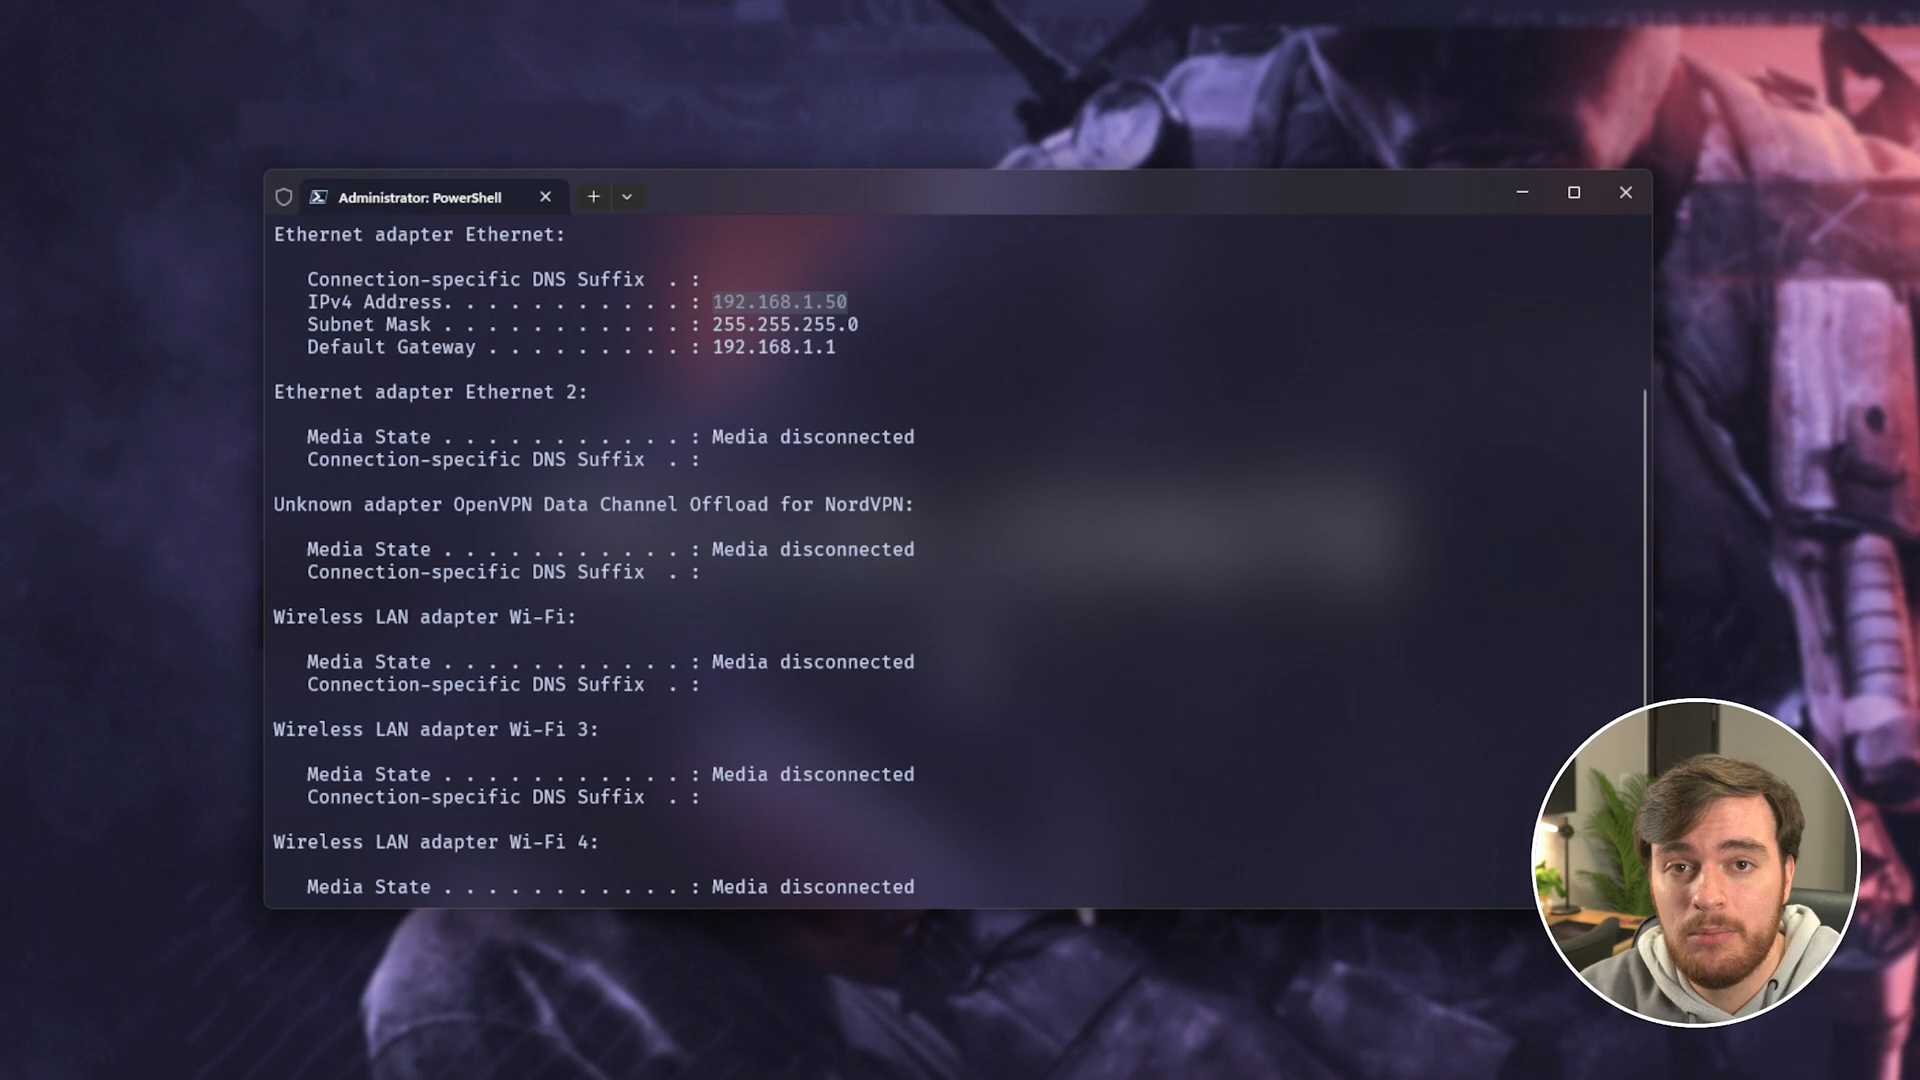 Administrator: PowerShell
Ethernet adapter Ethernet:
Connection-specific DNS Suffix . :
IPv4 Address. . . . . . . . . . . : 192.168.1.50
Subnet Mask . . . . . . . . . . . : 255.255.255.0
Default Gateway . . . . . . . . . : 192.168.1.1
Ethernet adapter Ethernet 2:
Media State . . . . . . . . . . . : Media disconnected
Connection-specific DNS Suffix . :
Unknown adapter OpenVPN Data Channel Offload for NordVPN:
Media State . . . . . . . . . . . : Media disconnected
Connection-specific DNS Suffix . :
Wireless LAN adapter Wi-Fi:
Media State . . . . . . . . . . . : Media disconnected
Connection-specific DNS Suffix . :
Wireless LAN adapter Wi-Fi 3:
Media State . . . . . . . . . . . : Media disconnected
Connection-specific DNS Suffix . :
Wireless LAN adapter Wi-Fi 4:
Media State . . . . . . . . . . . : Media disconnected